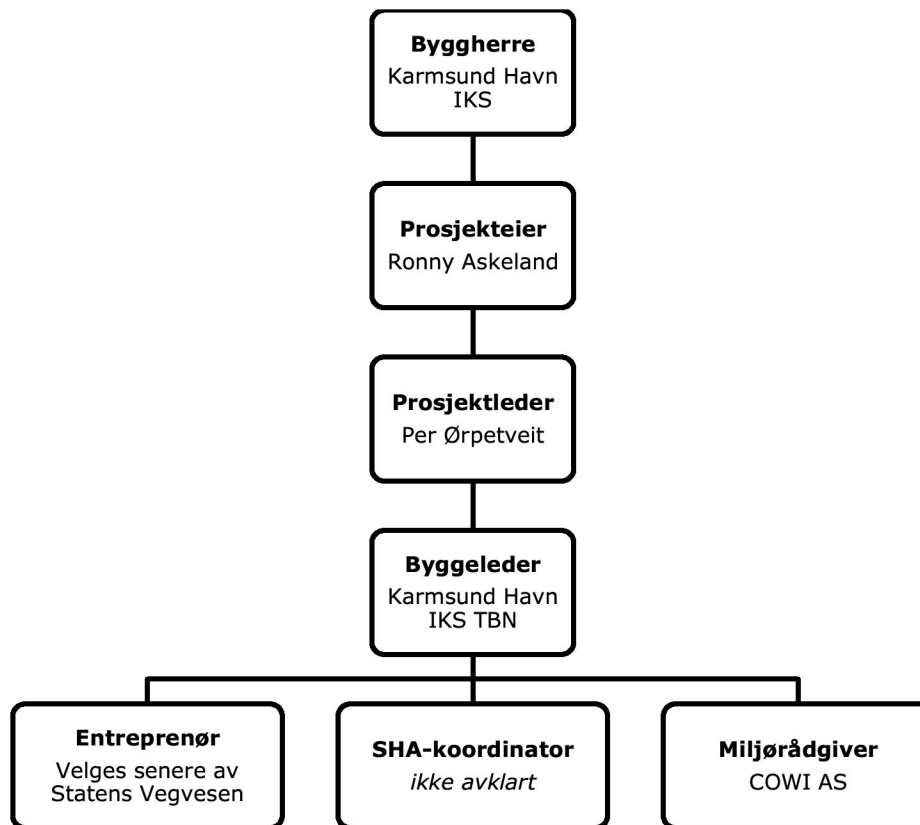 Byggherre
Karmsund Havn
IKS
Prosjekteier
Ronny Askeland
Prosjektleder
Per Ørpetveit
Byggeleder
Karmsund Havn
IKS TBN
Entreprenør
Velges senere av
Statens Vegvesen
SHA-koordinator
ikke avklart
Miljørådgiver
COWI AS